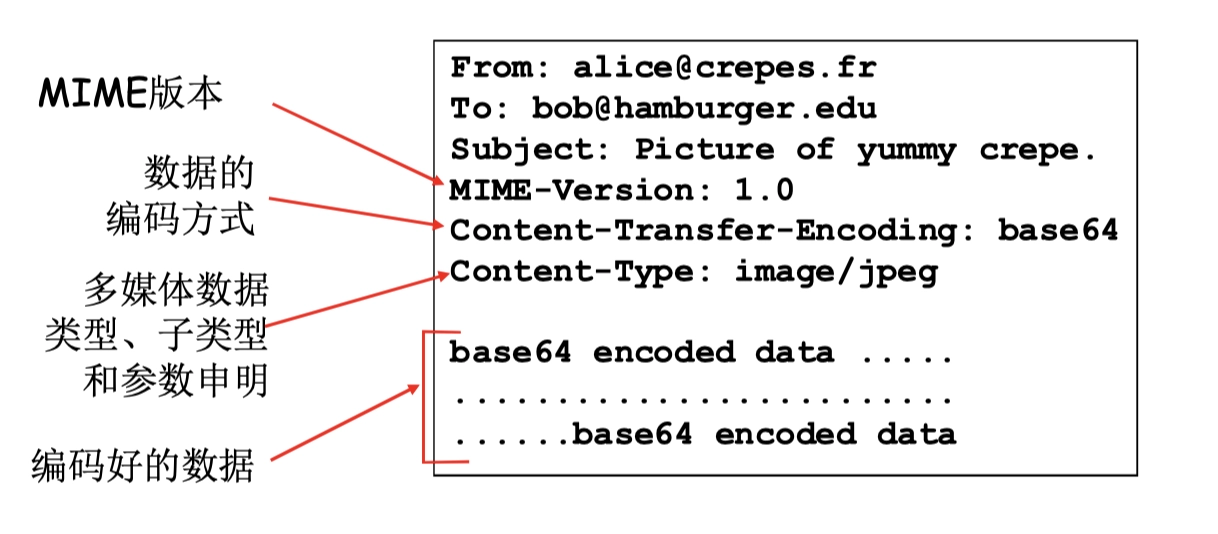 MIME版本
数据的
编码方式
多媒体数据
类型、子类型
和参数申明
编码好的数据
From: alice@crepes.fr
To: bob@hamburger.edu
Subject: Picture of yummy crepe.
MIME-Version: 1.0
Content-Transfer-Encoding: base64
Content-Type: image/jpeg
base64 encoded data .....
.........................
......base64 encoded data